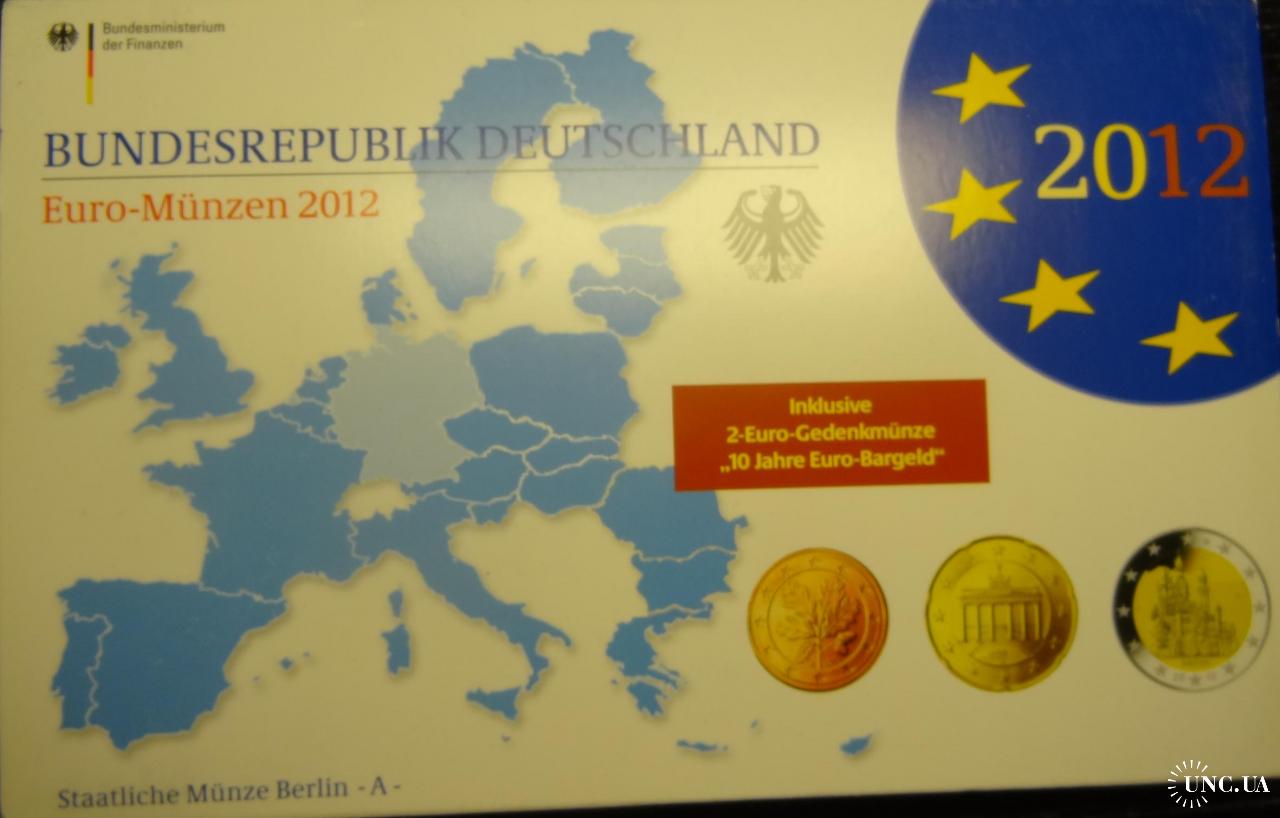 Bundesministerium
der Finanzen
BUNDESREPUBLIK DEUTSCHLAND
Euro-Münzen 2012
2012
Inklusive
2-Euro-Gedenkmünze
„10 Jahre Euro-Bargeld“
Staatliche Münze Berlin - A -
UNC.UA